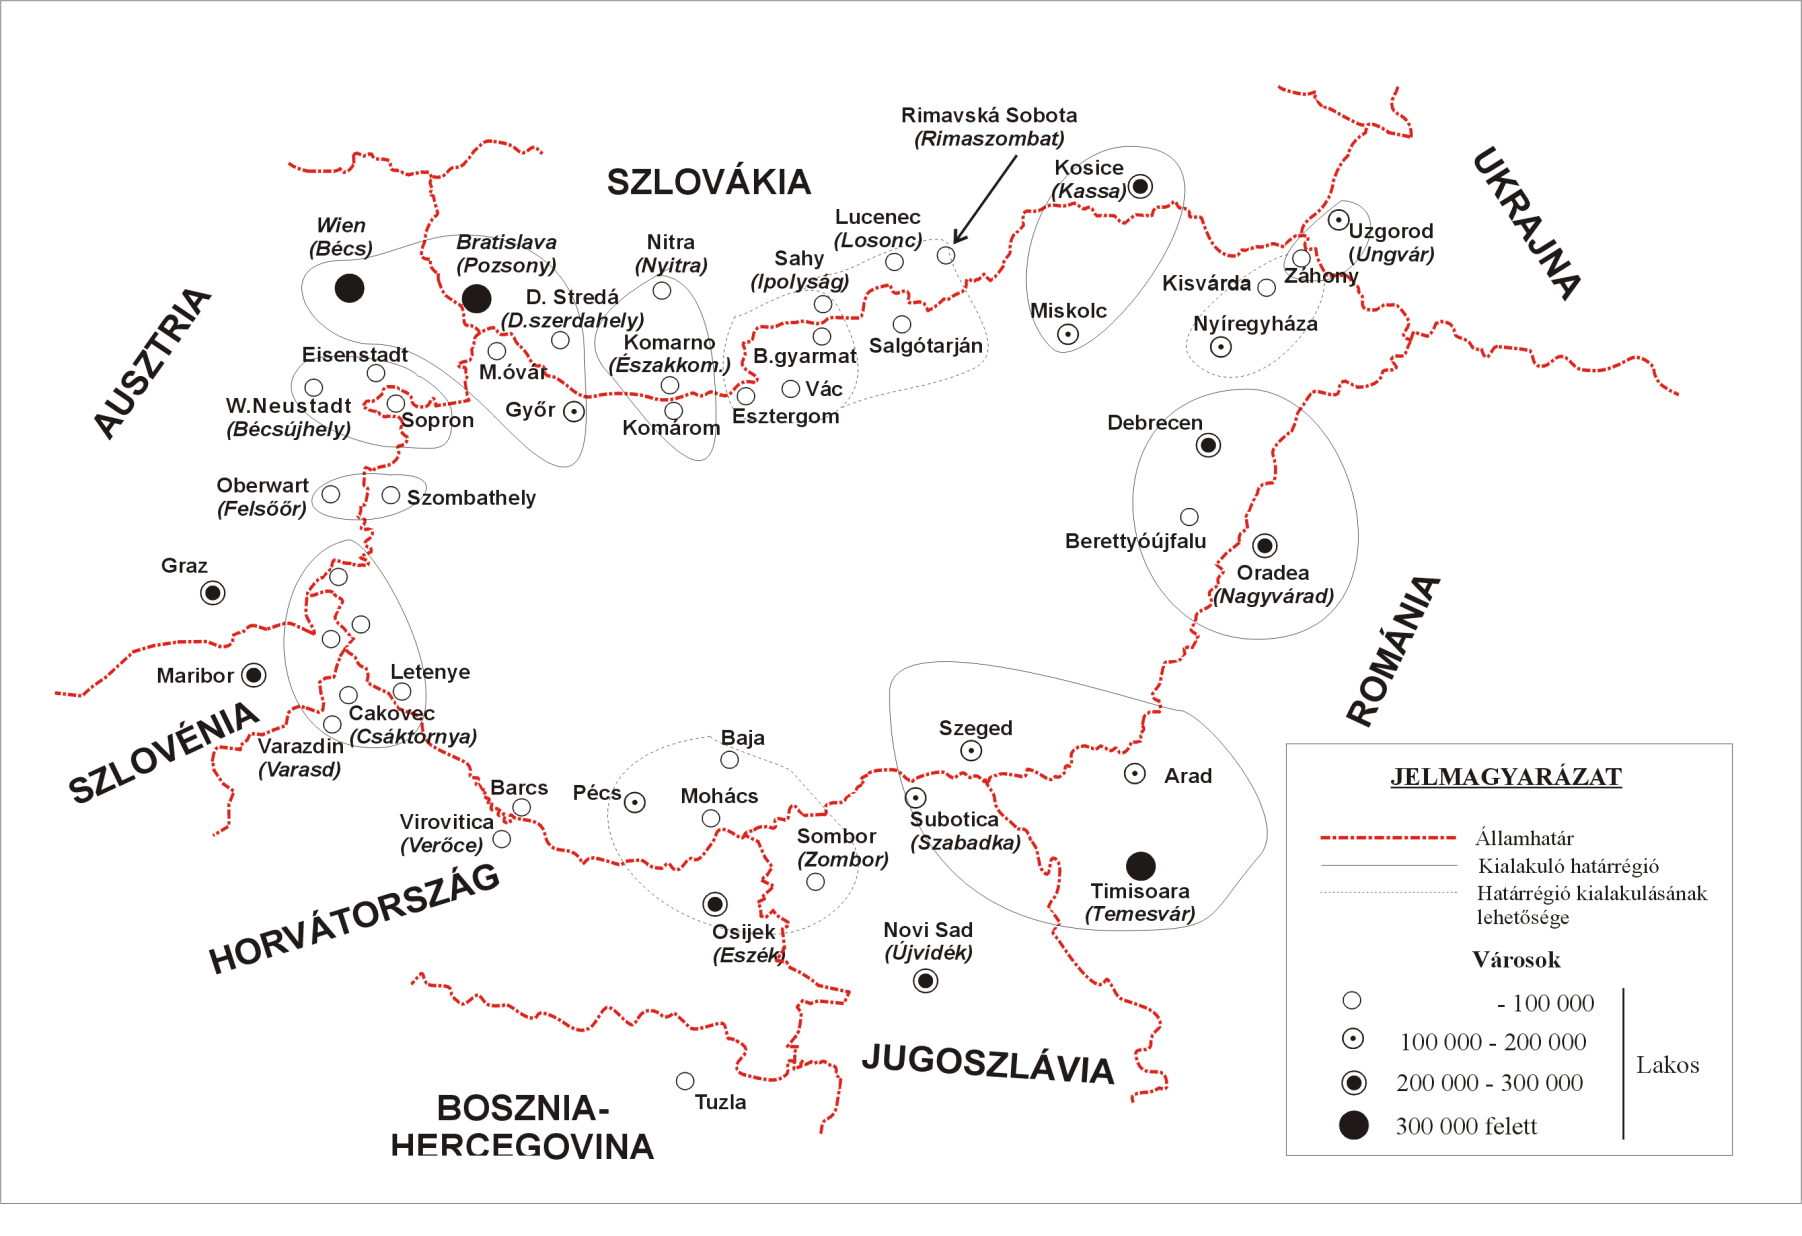 Rimavská Sobota
(Rimaszombat)
SZLOVÁKIA
Kosice
(Kassa)
UKRAJNA
Wien
(Bécs)
Bratislava
(Pozsony)
Nitra
(Nyitra)
Lucenec
(Losonc)
Sahy
(Ipolyság)
Uzgorod
(Ungvár)
Záhony
Kisvárda
D. Stredá
(D.szerdahely)
Miskolc
Nyíregyháza
AUSZTRIA
Eisenstadt
M.óvár
Komarno
(Északkom.)
B.gyarmat
Salgótarján
Vác
W.Neustadt
(Bécsújhely)
Sopron
Győr
Komárom
Esztergom
Debrecen
Oberwart
(Felsőőr)
Szombathely
Berettyóújfalu
Graz
Oradea
(Nagyvárad)
ROMÁNIA
Maribor
Letenye
SZLOVÉNIA
Cakovec
(Csáktornya)
Varazdin
(Varasd)
Baja
Szeged
Barcs
Pécs
Mohács
Arad
Virovitica
(Verőce)
Sombor
(Zombor)
Subotica
(Szabadka)
HORVÁTORSZÁG
Timisoara
(Temesvár)
Osijek
(Eszék)
Novi Sad
(Újvidék)
JUGOSZLÁVIA
Tuzla
BOSZNIA-
HERCEGOVINA
JELMAGYARÁZAT
Államhatár
Kialakuló határrégió
Határrégió kialakulásának
lehetősége
Városok
- 100 000
100 000 - 200 000
200 000 - 300 000
300 000 felett
Lakos